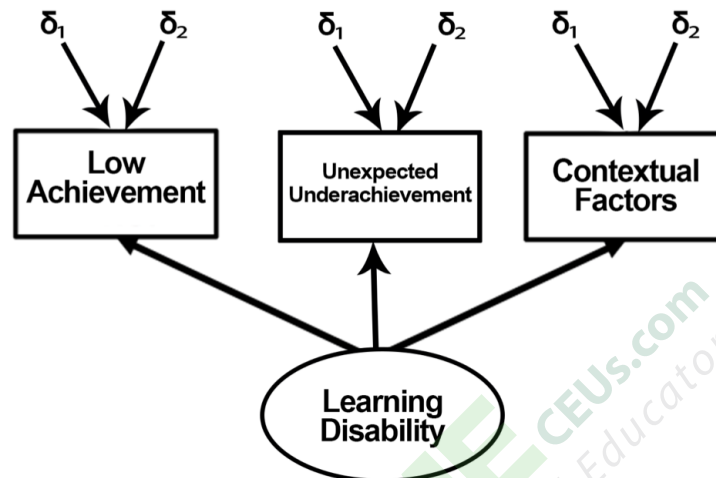 δ₁ δ₂ δ₁ δ₂ δ₁ δ₂
Low
Achievement
Unexpected
Underachievement
Contextual
Factors
Learning
Disability
CEUs.com
Educator